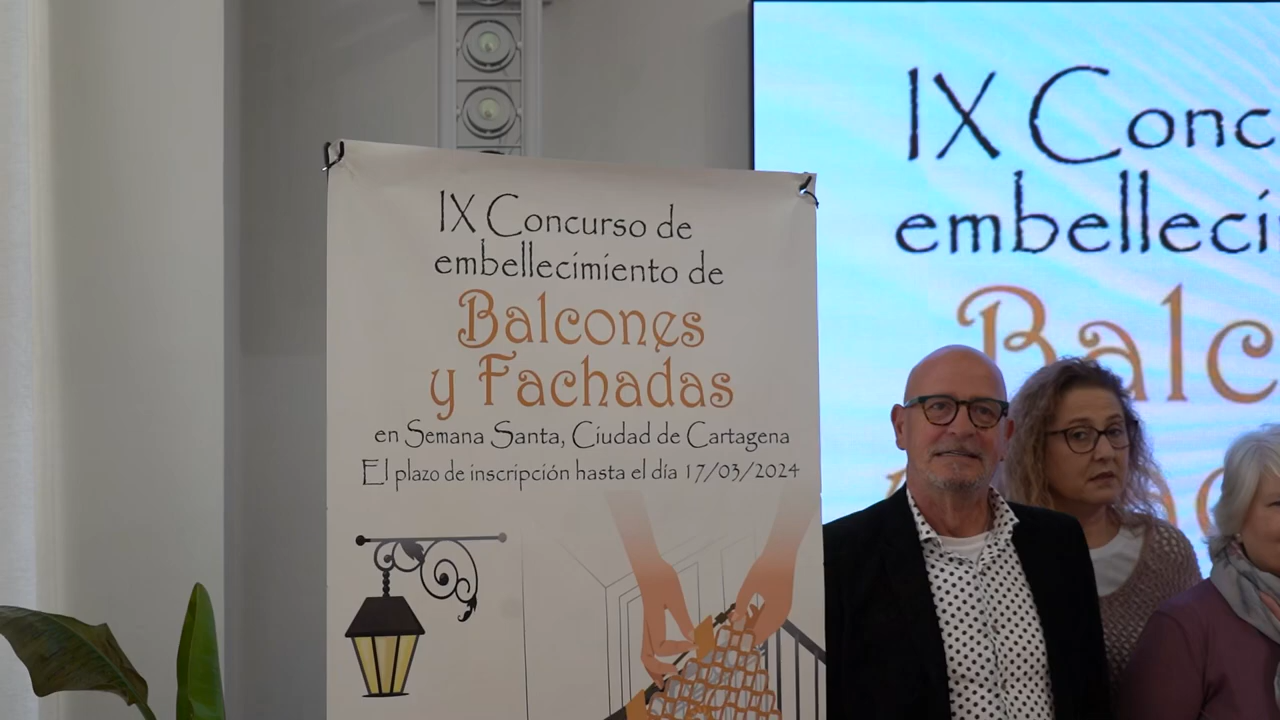 IX Concurso de
embellecimiento de
Balcones
y Fachadas
en Semana Santa, Ciudad de Cartagena
El plazo de inscripción hasta el día 17/03/2024
IX Conc
embelleci
Balc